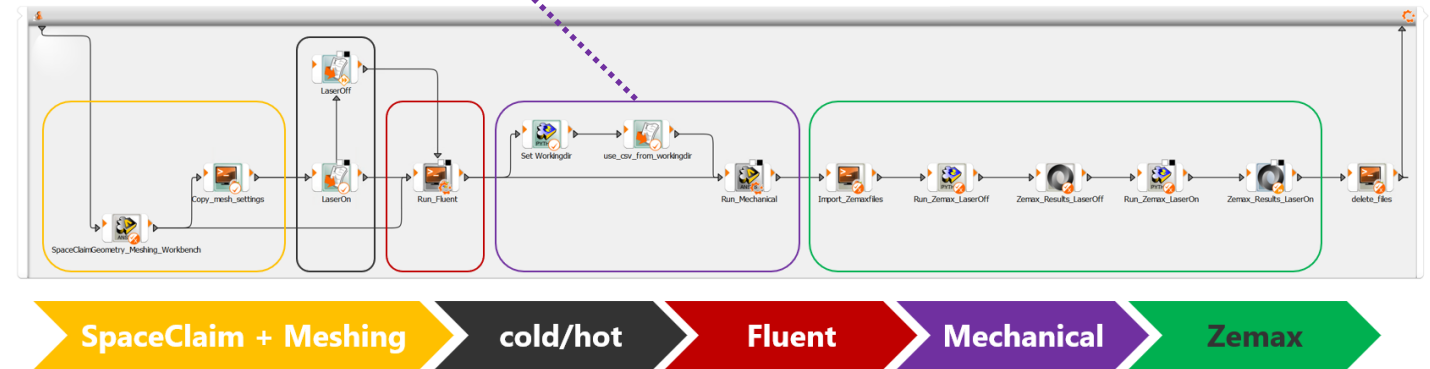 LaserOff
Set Workingdir
use_csv_from_workingdir
Copy_mesh_settings
LaserOn
Run_Fluent
Run_Mechanical
Import_Zemaxfiles
Run_Zemax_LaserOff
Zemax_Results_LaserOff
Run_Zemax_LaserOn
Zemax_Results_LaserOn
delete_files
SpaceClaimGeometry_Meshing_Workbench
SpaceClaim + Meshing
cold/hot
Fluent
Mechanical
Zemax